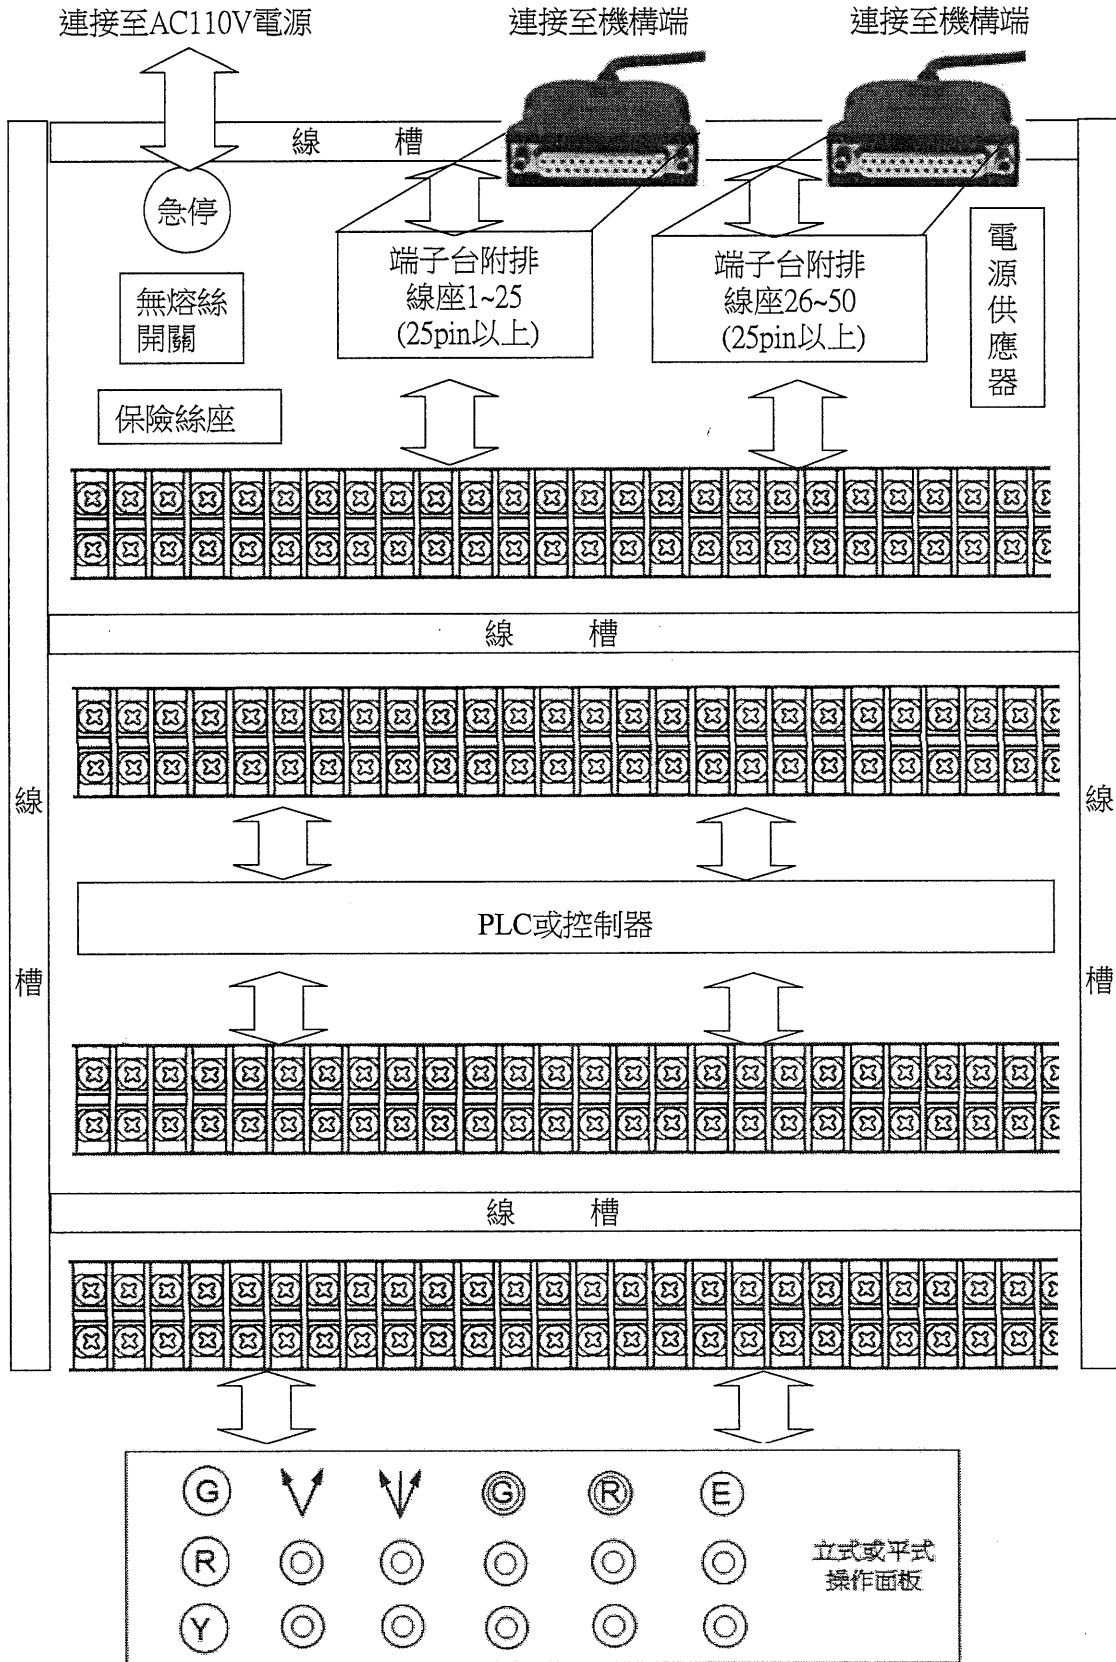 連接至AC110V電源
連接至機構端
連接至機構端
線 槽
急停
端子台附排
線座1~25
(25pin以上)
端子台附排
線座26~50
(25pin以上)
電
源
供
應
器
無熔絲
開關
保險絲座
線 槽
線
槽
線
槽
PLC或控制器
線 槽
G
G
R
E
R
立式或平式
操作面板
Y